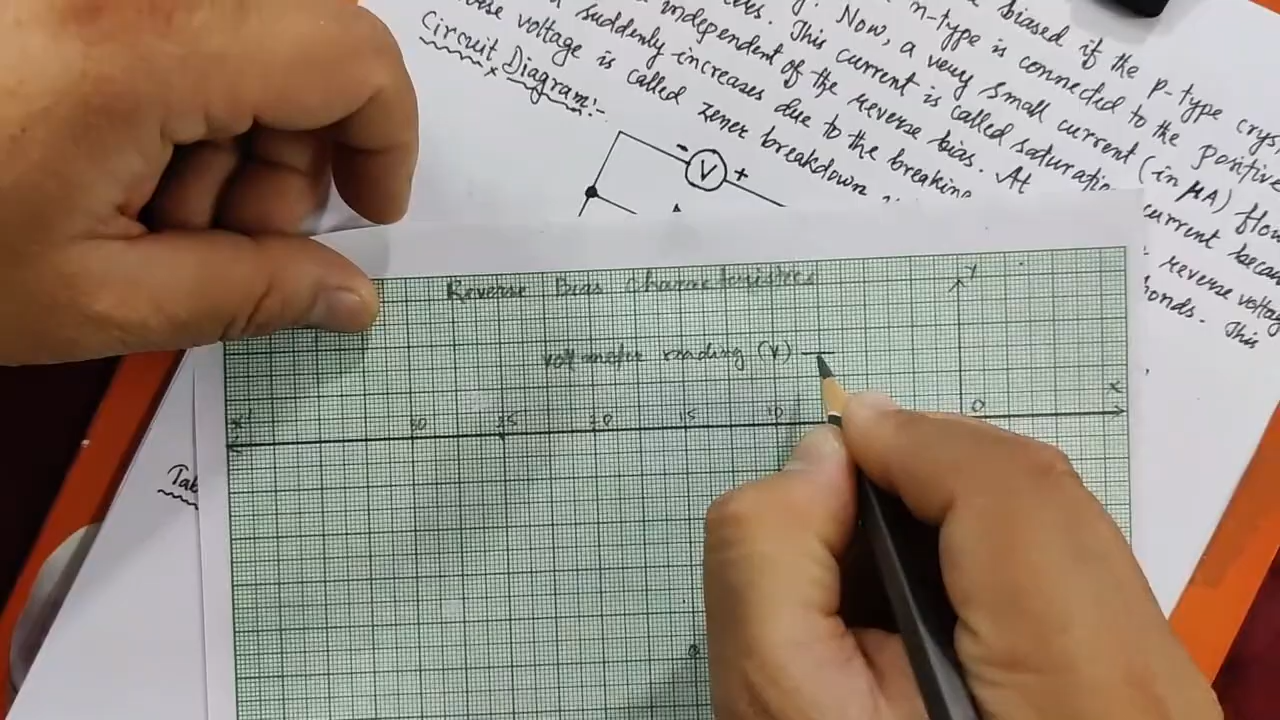 biased if the p-type crys
n-type is connected to the positive
Now, a very small current (in μA) flow
This current is called saturatio
independent of the reverse bias. At current becau
suddenly increases due to the breaking reverse voltag
voltage is called zener breakdown bonds. This
Circuit Diagram:-
- V +
Tab
Reverse Bias Characteristics
Y
voltmeter reading (V)
X' 30 25 20 15 10 0 X